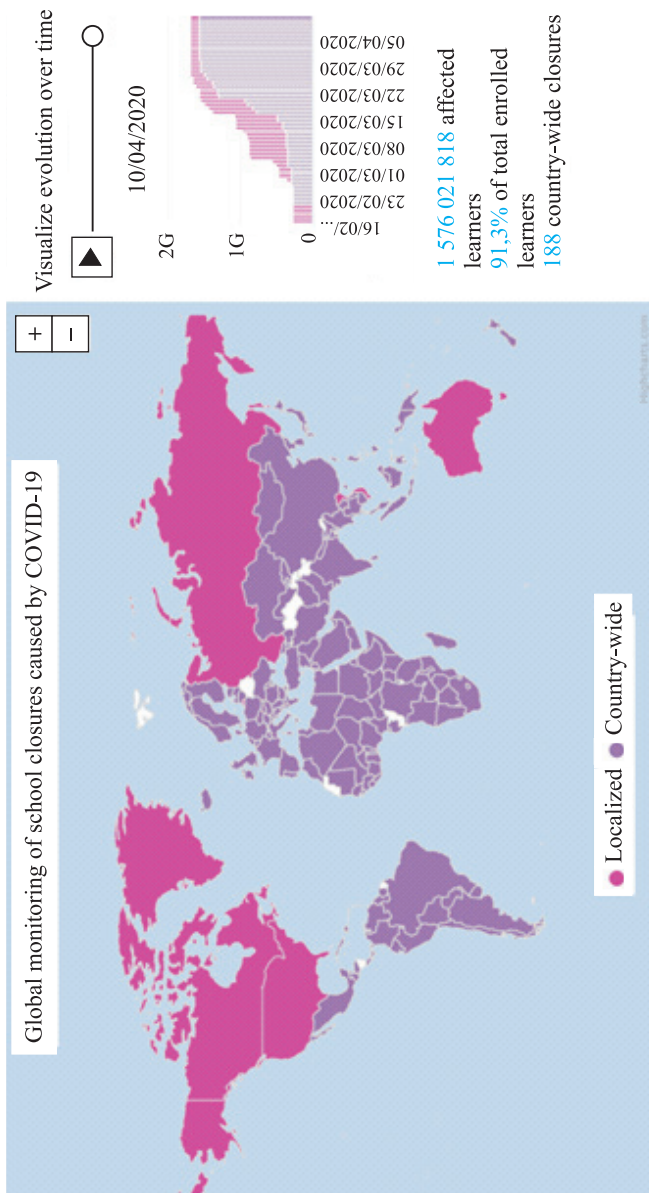 Global monitoring of school closures caused by COVID-19
+
-
Localized
Country-wide
Highcharts.com
Visualize evolution over time
10/04/2020
2G
1G
0
16/02/...
23/02/2020
01/03/2020
08/03/2020
15/03/2020
22/03/2020
29/03/2020
05/04/2020
1 576 021 818 affected
learners
91,3% of total enrolled
learners
188 country-wide closures